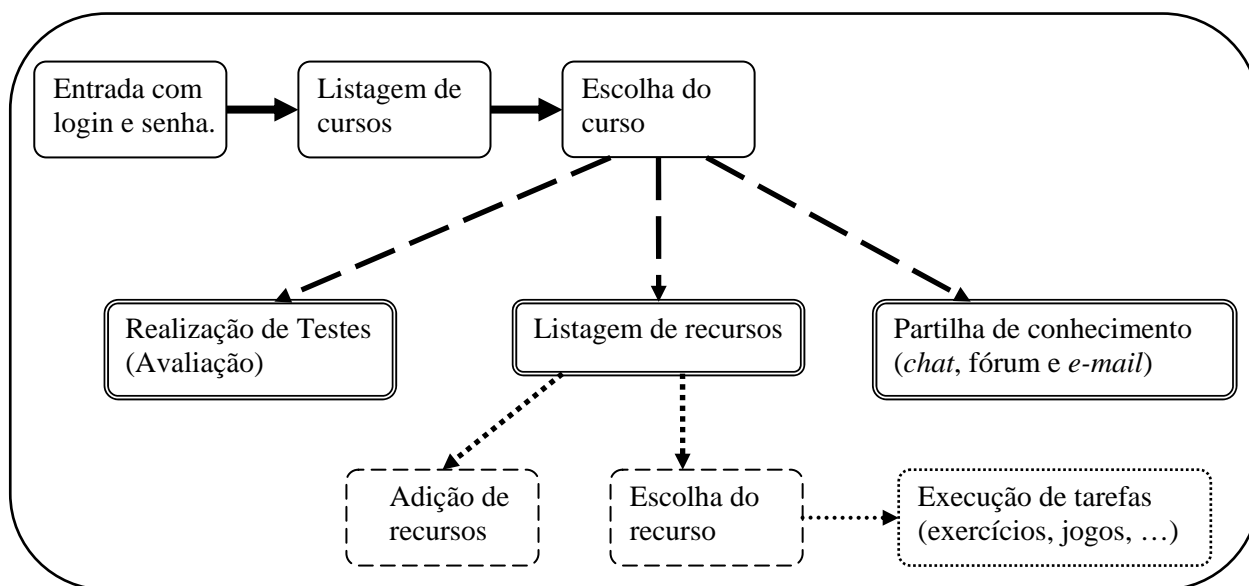 Entrada com
login e senha.
Listagem de
cursos
Escolha do
curso
Realização de Testes
(Avaliação)
Listagem de recursos
Partilha de conhecimento
(chat, fórum e e-mail)
Adição de
recursos
Escolha do
recurso
Execução de tarefas
(exercícios, jogos, …)